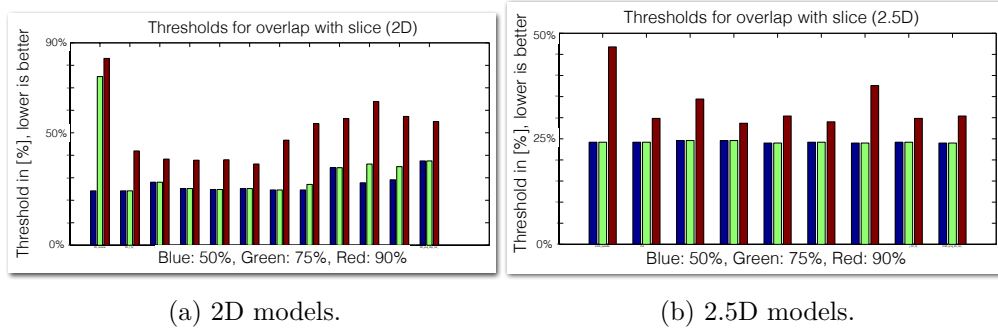 Thresholds for overlap with slice (2D)
Threshold in [%], lower is better
90%
50%
0%
Blue: 50%, Green: 75%, Red: 90%
(a) 2D models.
Thresholds for overlap with slice (2.5D)
Threshold in [%], lower is better
50%
25%
0%
Blue: 50%, Green: 75%, Red: 90%
(b) 2.5D models.